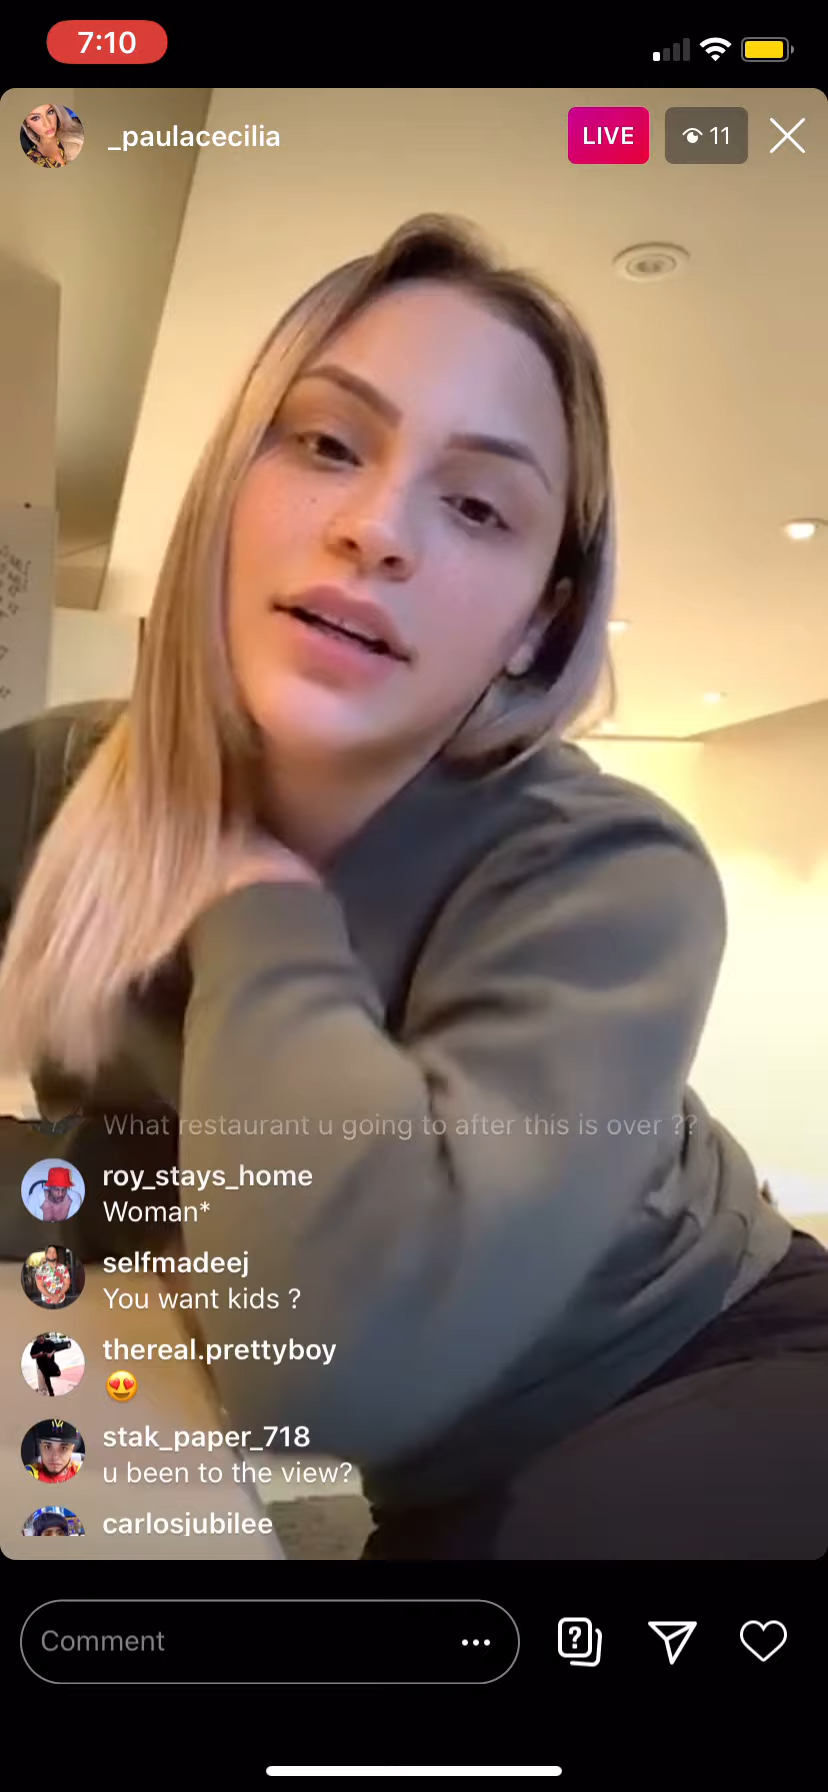 7:10
_paulacecilia
LIVE
11
What restaurant u going to after this is over ??
roy_stays_home
Woman*
selfmadeej
You want kids ?
thereal.prettyboy
😍
stak_paper_718
u been to the view?
carlosjubilee
Comment